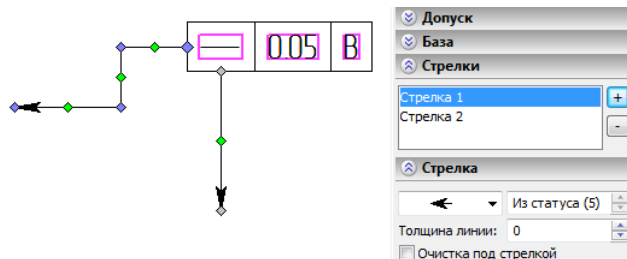 0.05 B
Допуск
База
Стрелки
Стрелка 1
Стрелка 2
+
-
Стрелка
Из статуса (5)
Толщина линии: 0
Очистка под стрелкой